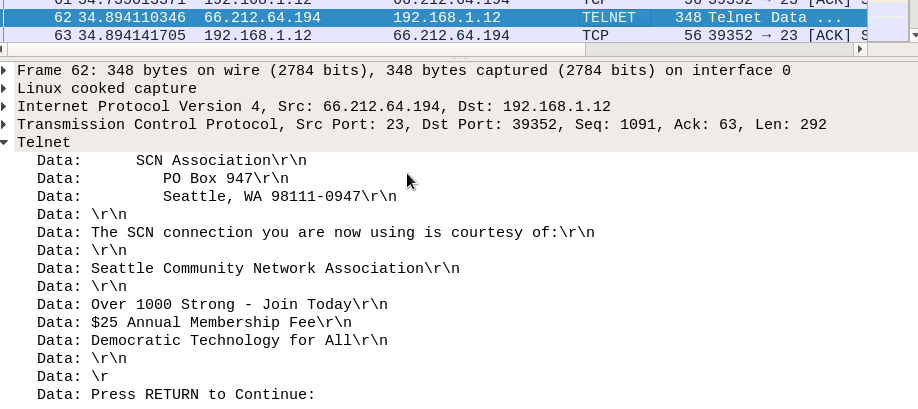 61 34.735013371 192.168.1.12 66.212.64.194 TCP 56 39352 → 23 [ACK] S
62 34.894110346 66.212.64.194 192.168.1.12 TELNET 348 Telnet Data ...
63 34.894141705 192.168.1.12 66.212.64.194 TCP 56 39352 → 23 [ACK] S
Frame 62: 348 bytes on wire (2784 bits), 348 bytes captured (2784 bits) on interface 0
Linux cooked capture
Internet Protocol Version 4, Src: 66.212.64.194, Dst: 192.168.1.12
Transmission Control Protocol, Src Port: 23, Dst Port: 39352, Seq: 1091, Ack: 63, Len: 292
Telnet
Data:      SCN Association\r\n
Data:         PO Box 947\r\n
Data:         Seattle, WA 98111-0947\r\n
Data: \r\n
Data: The SCN connection you are now using is courtesy of:\r\n
Data: \r\n
Data: Seattle Community Network Association\r\n
Data: \r\n
Data: Over 1000 Strong - Join Today\r\n
Data: $25 Annual Membership Fee\r\n
Data: Democratic Technology for All\r\n
Data: \r\n
Data: \r
Data: Press RETURN to Continue: